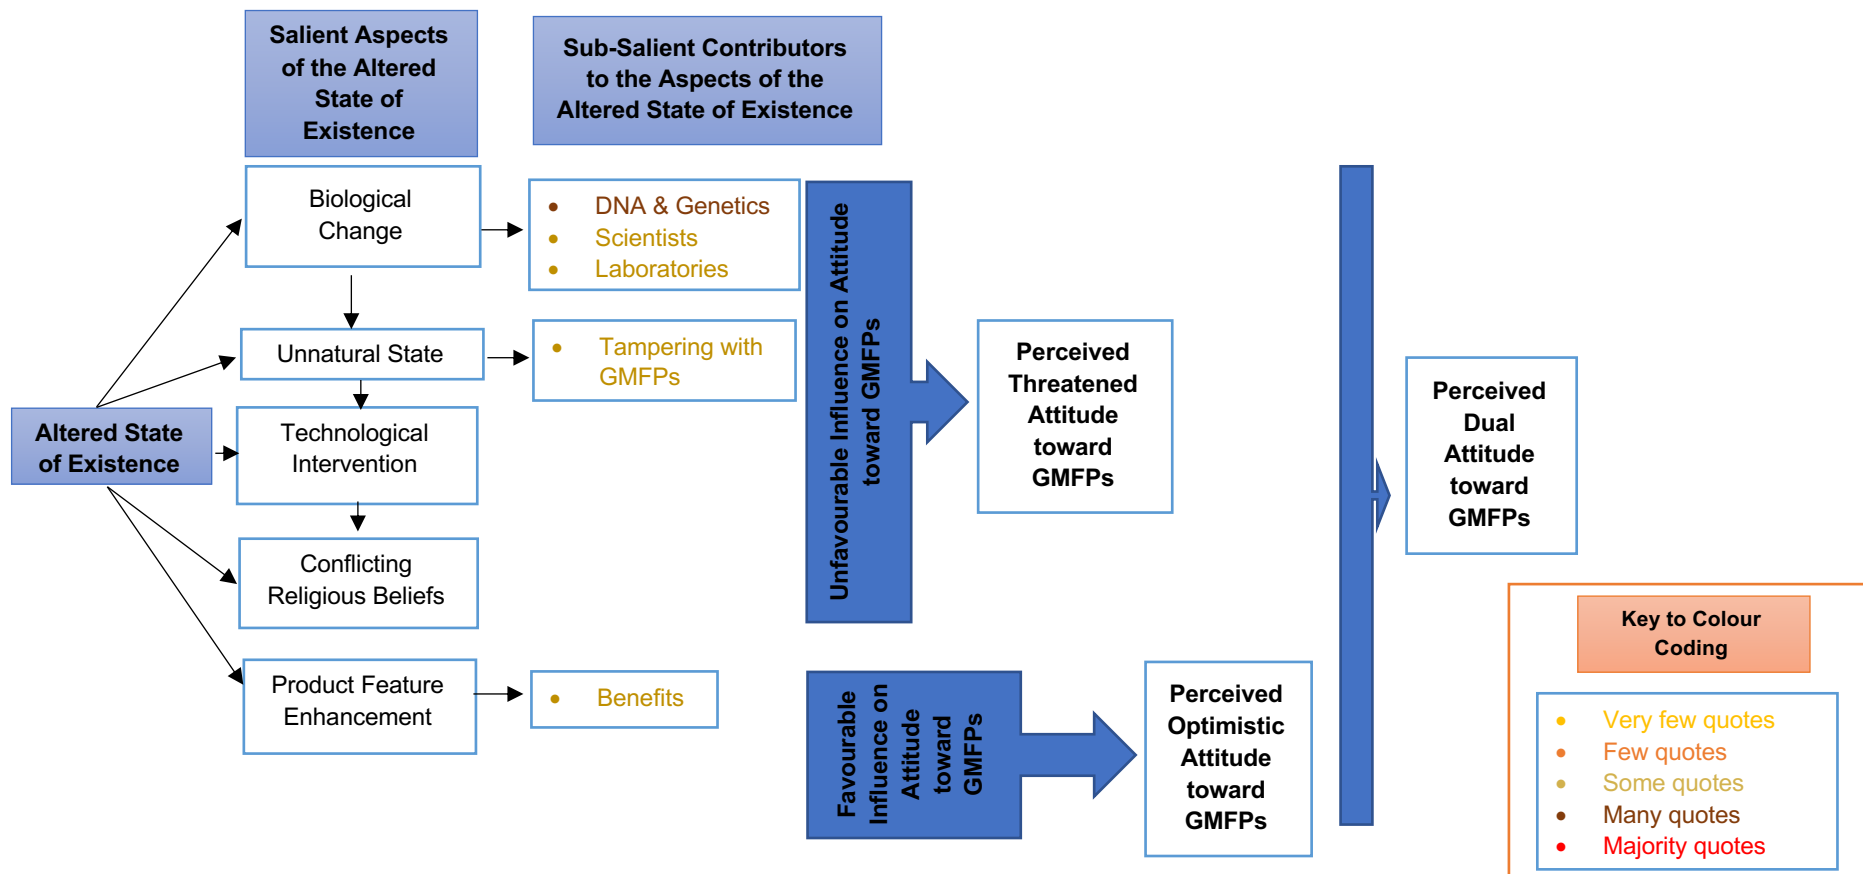 Salient Aspects
of the Altered
State of
Existence
Sub-Salient Contributors
to the Aspects of the
Altered State of Existence
Biological
Change
• DNA & Genetics
• Scientists
• Laboratories
Unnatural State
• Tampering with
GMFPs
Altered State
of Existence
Technological
Intervention
Conflicting
Religious Beliefs
Product Feature
Enhancement
• Benefits
Unfavourable Influence on Attitude
toward GMFPs
Perceived
Threatened
Attitude
toward
GMFPs
Favourable
Influence on
Attitude
toward
GMFPs
Perceived
Optimistic
Attitude
toward
GMFPs
Perceived
Dual
Attitude
toward
GMFPs
Key to Colour
Coding
• Very few quotes
• Few quotes
• Some quotes
• Many quotes
• Majority quotes